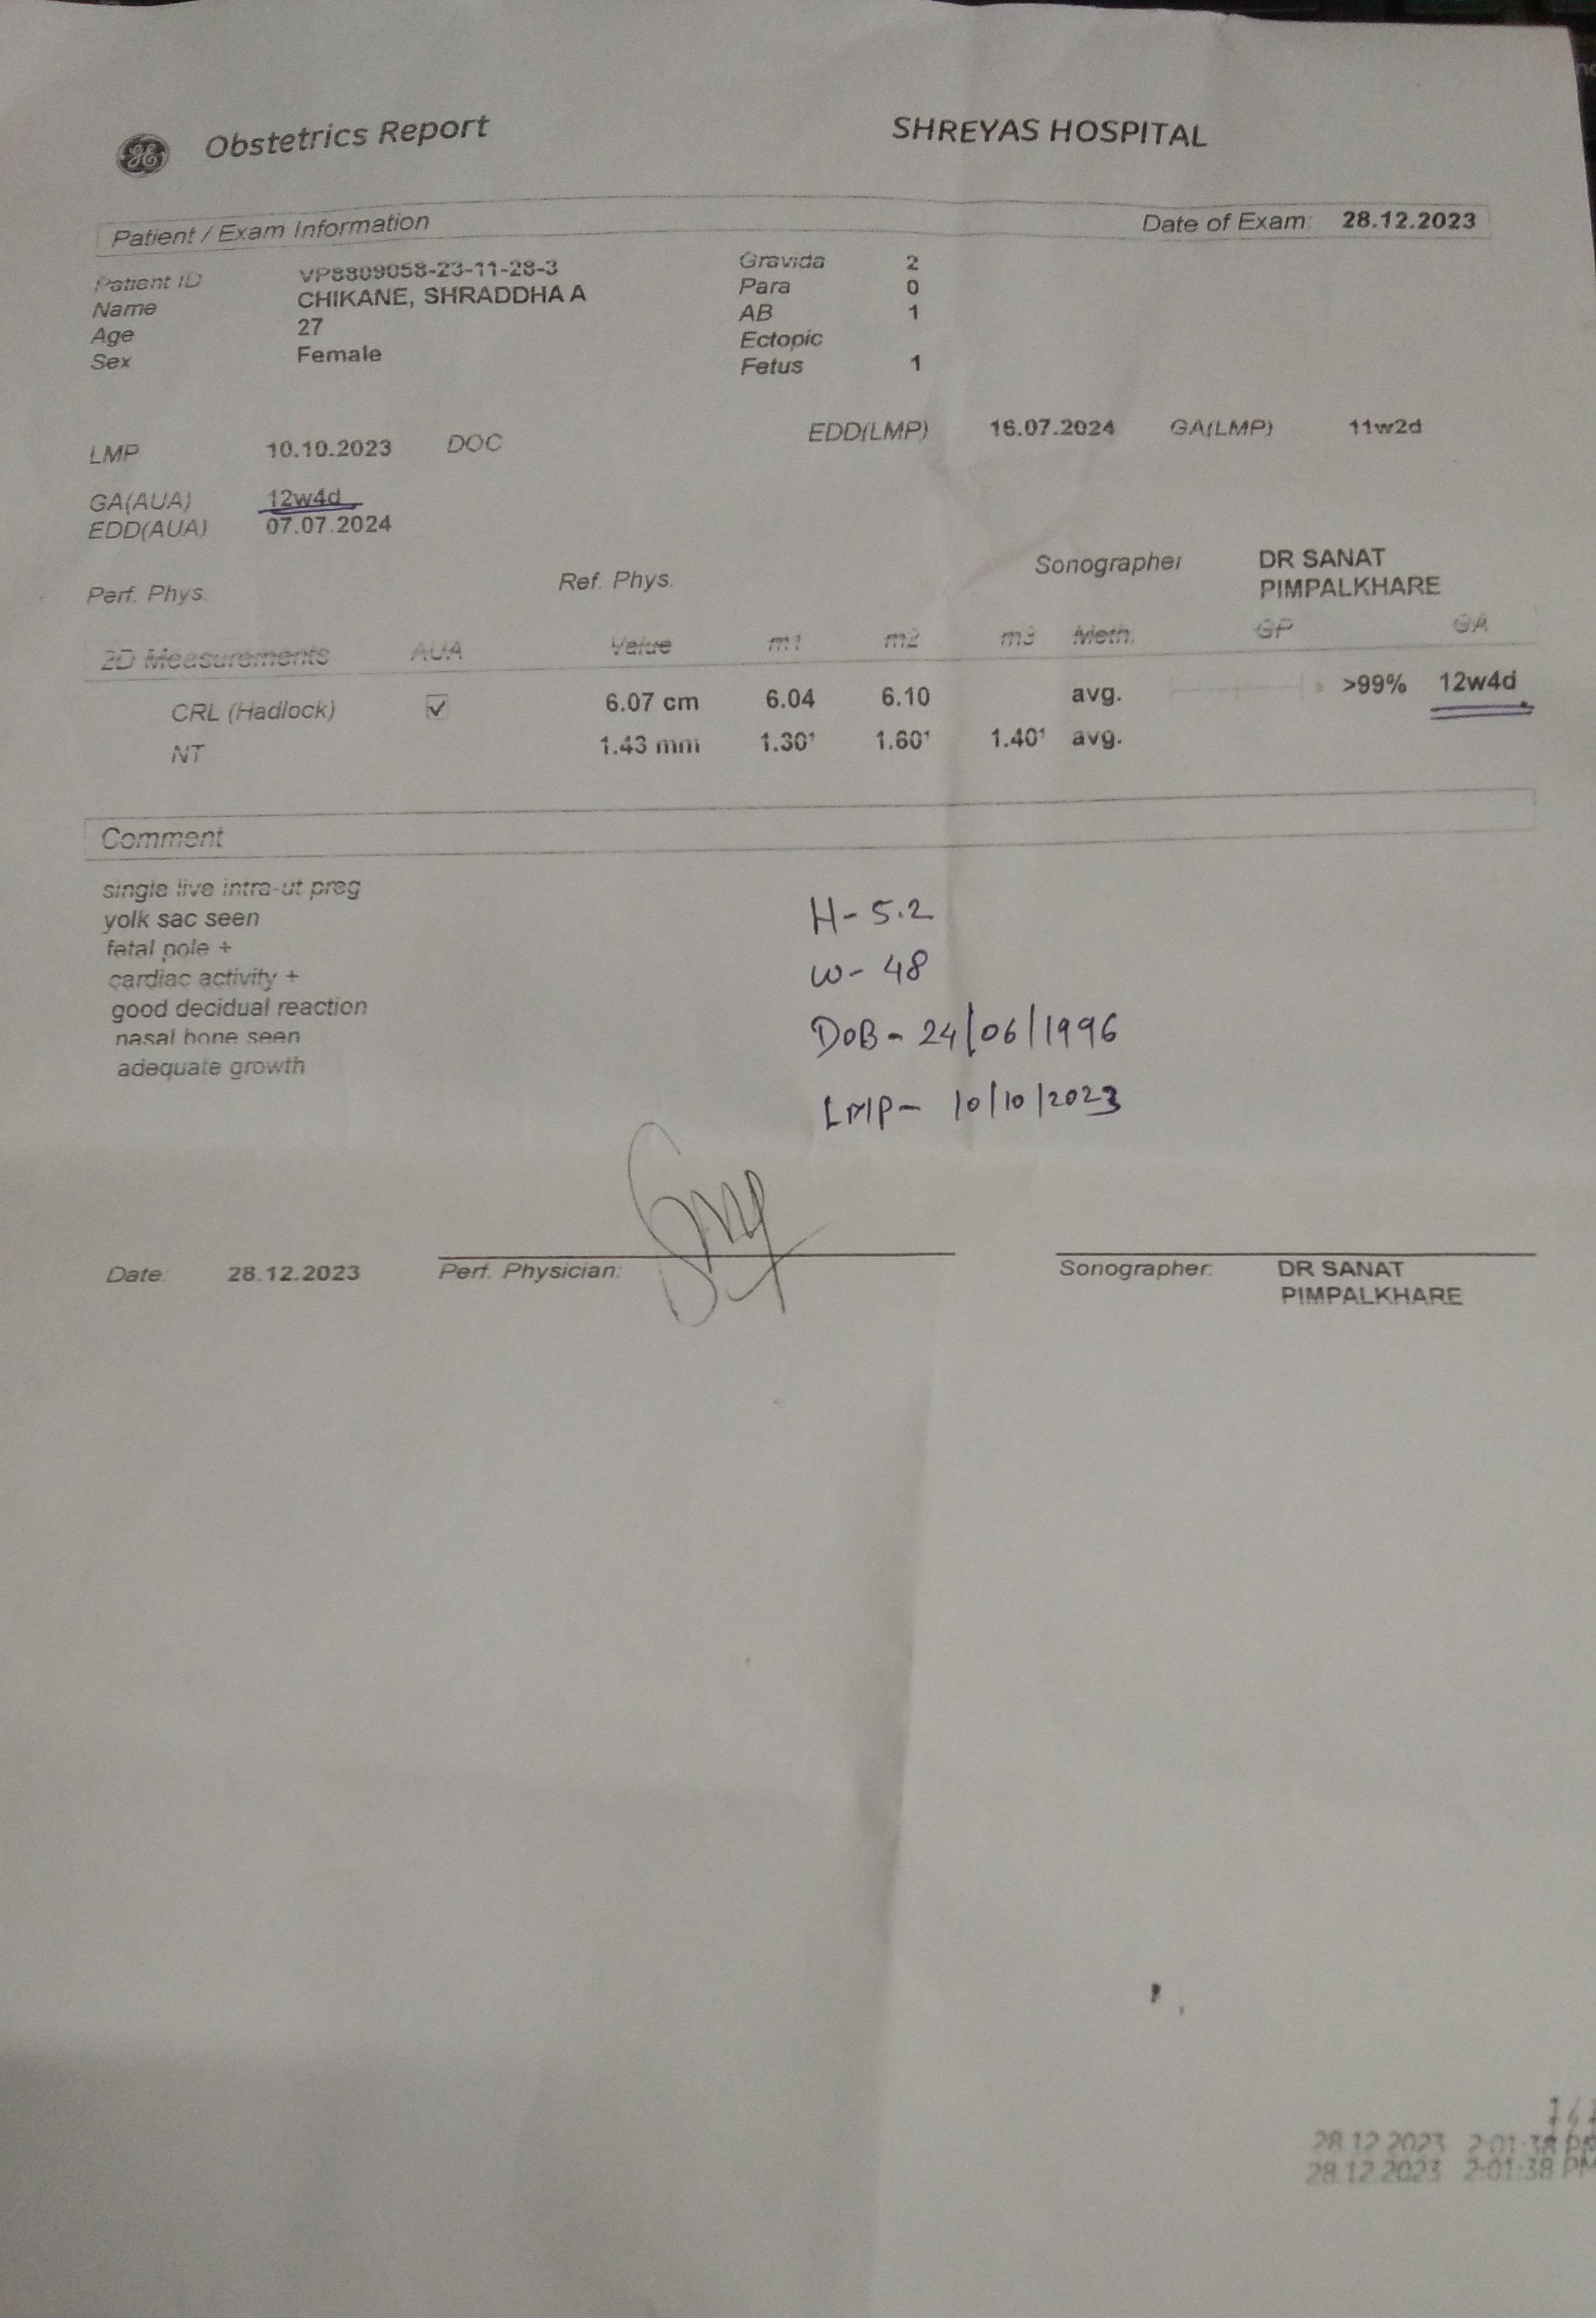 GE Obstetrics Report SHREYAS HOSPITAL
Patient / Exam Information Date of Exam: 28.12.2023
Patient ID VP8809058-23-11-28-3 Gravida 2
Name CHIKANE, SHRADDHA A Para 0
Age 27 AB 1
Sex Female Ectopic
Fetus 1
LMP 10.10.2023 DOC EDD(LMP) 16.07.2024 GA(LMP) 11w2d
GA(AUA) 12w4d
EDD(AUA) 07.07.2024
Perf. Phys. Ref. Phys. Sonographer DR SANAT
PIMPALKHARE
2D Measurements AUA Value m1 m2 m3 Meth. GP GA
CRL (Hadlock) ✓ 6.07 cm 6.04 6.10 avg. >99% 12w4d
NT 1.43 mm 1.30¹ 1.60¹ 1.40¹ avg.
Comment
single live intra-ut preg
yolk sac seen
fetal pole +
cardiac activity +
good decidual reaction
nasal bone seen
adequate growth
H- 5.2
W- 48
DOB- 24/06/1996
LMP- 10/10/2023
Date: 28.12.2023 Perf. Physician: Sonographer: DR SANAT
PIMPALKHARE
28.12.2023 2:01:38 PM
28.12.2023 2:01:38 PM